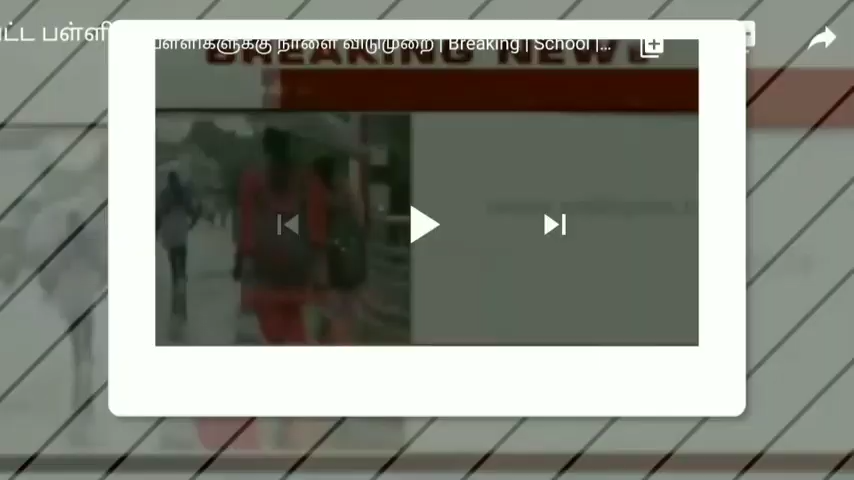 ட்ட பள்ளி
பள்ளிகளுக்கு நாளை விடுமுறை | Breaking | School |...
BREAKING NEWS